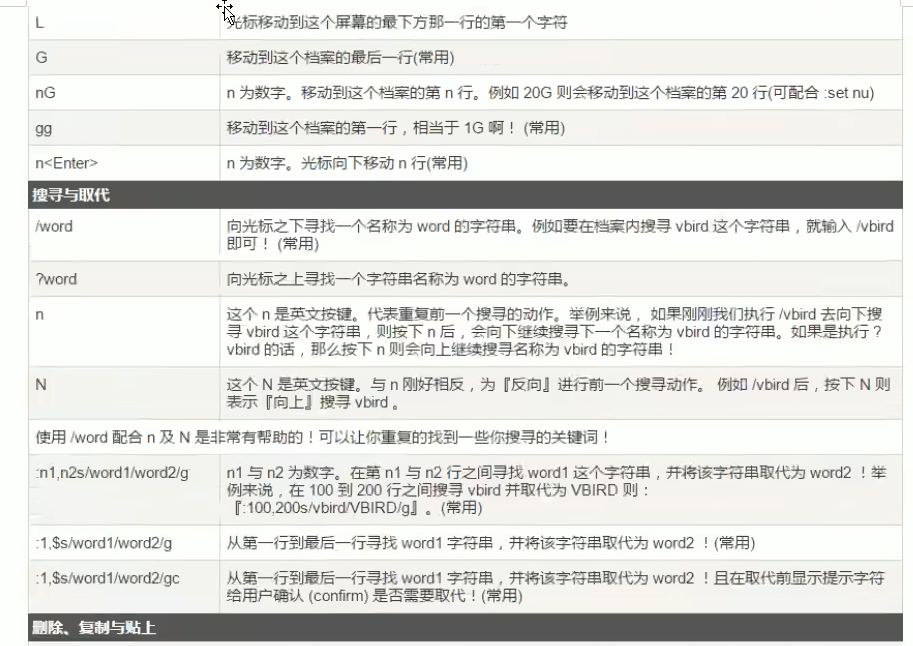 L 光标移动到这个屏幕的最下方那一行的第一个字符
G 移动到这个档案的最后一行(常用)
nG n 为数字。移动到这个档案的第 n 行。例如 20G 则会移动到这个档案的第 20 行(可配合 :set nu)
gg 移动到这个档案的第一行，相当于 1G 啊！ (常用)
n<Enter> n 为数字。光标向下移动 n 行(常用)
搜寻与取代
/word 向光标之下寻找一个名称为 word 的字符串。例如要在档案内搜寻 vbird 这个字符串，就输入 /vbird
即可！ (常用)
?word 向光标之上寻找一个字符串名称为 word 的字符串。
n 这个 n 是英文按键。代表重复前一个搜寻的动作。举例来说， 如果刚刚我们执行 /vbird 去向下搜
寻 vbird 这个字符串，则按下 n 后，会向下继续搜寻下一个名称为 vbird 的字符串。如果是执行 ?
vbird 的话，那么按下 n 则会向上继续搜寻名称为 vbird 的字符串！
N 这个 N 是英文按键。与 n 刚好相反，为『反向』进行前一个搜寻动作。 例如 /vbird 后，按下 N 则
表示『向上』搜寻 vbird 。
使用 /word 配合 n 及 N 是非常有帮助的！可以让你重复的找到一些你搜寻的关键词！
:n1,n2s/word1/word2/g n1 与 n2 为数字。在第 n1 与 n2 行之间寻找 word1 这个字符串，并将该字符串取代为 word2 ！举
例来说，在 100 到 200 行之间搜寻 vbird 并取代为 VBIRD 则：
『:100,200s/vbird/VBIRD/g』。(常用)
:1,$s/word1/word2/g 从第一行到最后一行寻找 word1 字符串，并将该字符串取代为 word2 ！(常用)
:1,$s/word1/word2/gc 从第一行到最后一行寻找 word1 字符串，并将该字符串取代为 word2 ！且在取代前显示提示字符
给用户确认 (confirm) 是否需要取代！(常用)
删除、复制与贴上